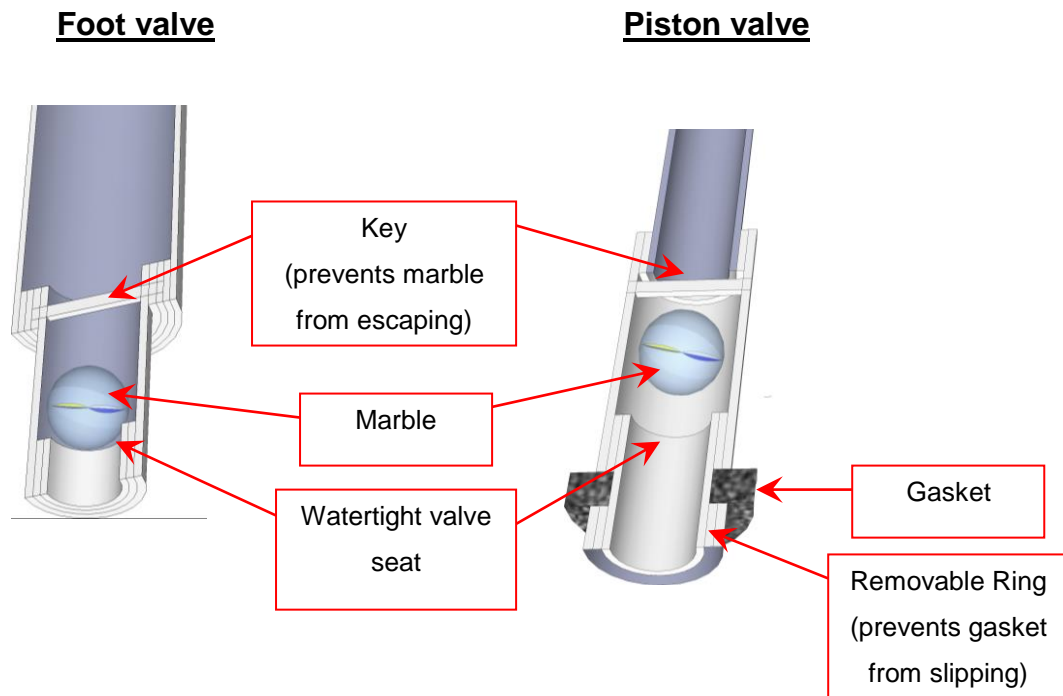 Foot valve
Piston valve
Key
(prevents marble
from escaping)
Marble
Watertight valve
seat
Gasket
Removable Ring
(prevents gasket
from slipping)